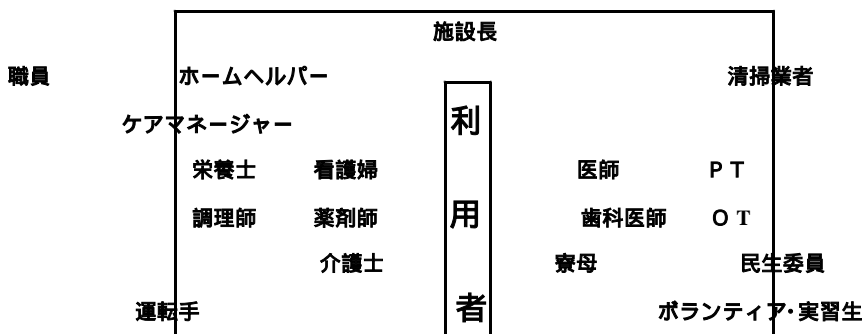 施設長
職員 ホームヘルパー 清掃業者
ケアマネージャー
利用者
栄養士 看護婦 医師 ＰＴ
調理師 薬剤師 歯科医師 ＯT
介護士 寮母 民生委員
運転手 ボランティア・実習生